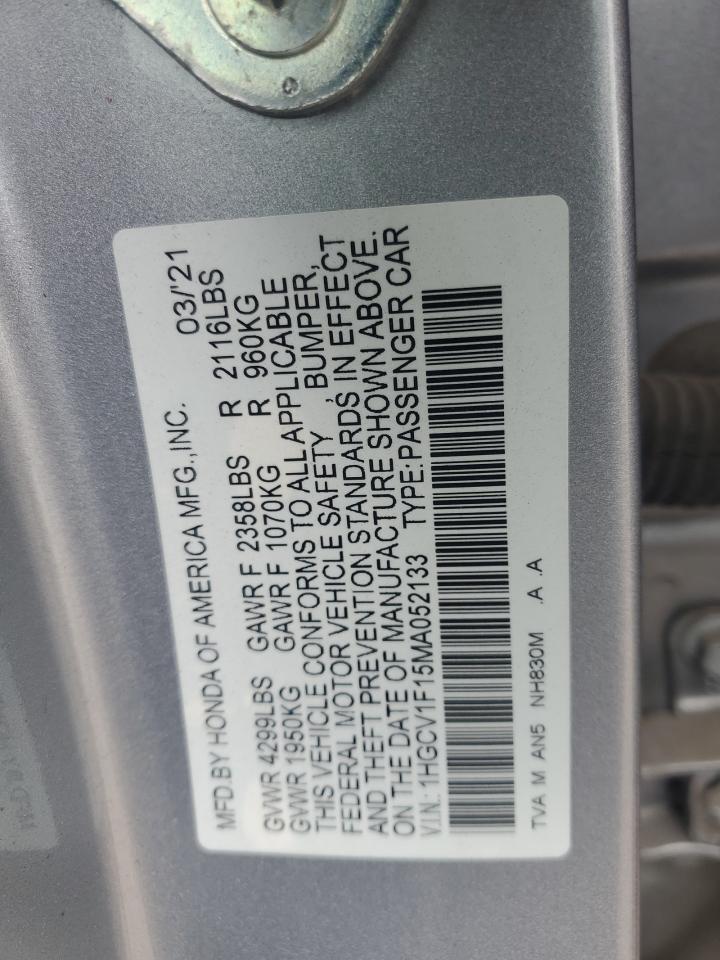 MFD. BY HONDA OF AMERICA MFG., INC. 03/'21
GVWR 4299LBS GAWR F 2358LBS R 2116LBS
GVWR 1950KG GAWR F 1070KG R 960KG
THIS VEHICLE CONFORMS TO ALL APPLICABLE
FEDERAL MOTOR VEHICLE SAFETY , BUMPER,
AND THEFT PREVENTION STANDARDS IN EFFECT
ON THE DATE OF MANUFACTURE SHOWN ABOVE.
V.I.N.: 1HGCV1F15MA052133 TYPE:PASSENGER CAR
TVA M AN5 NH830M .A .A